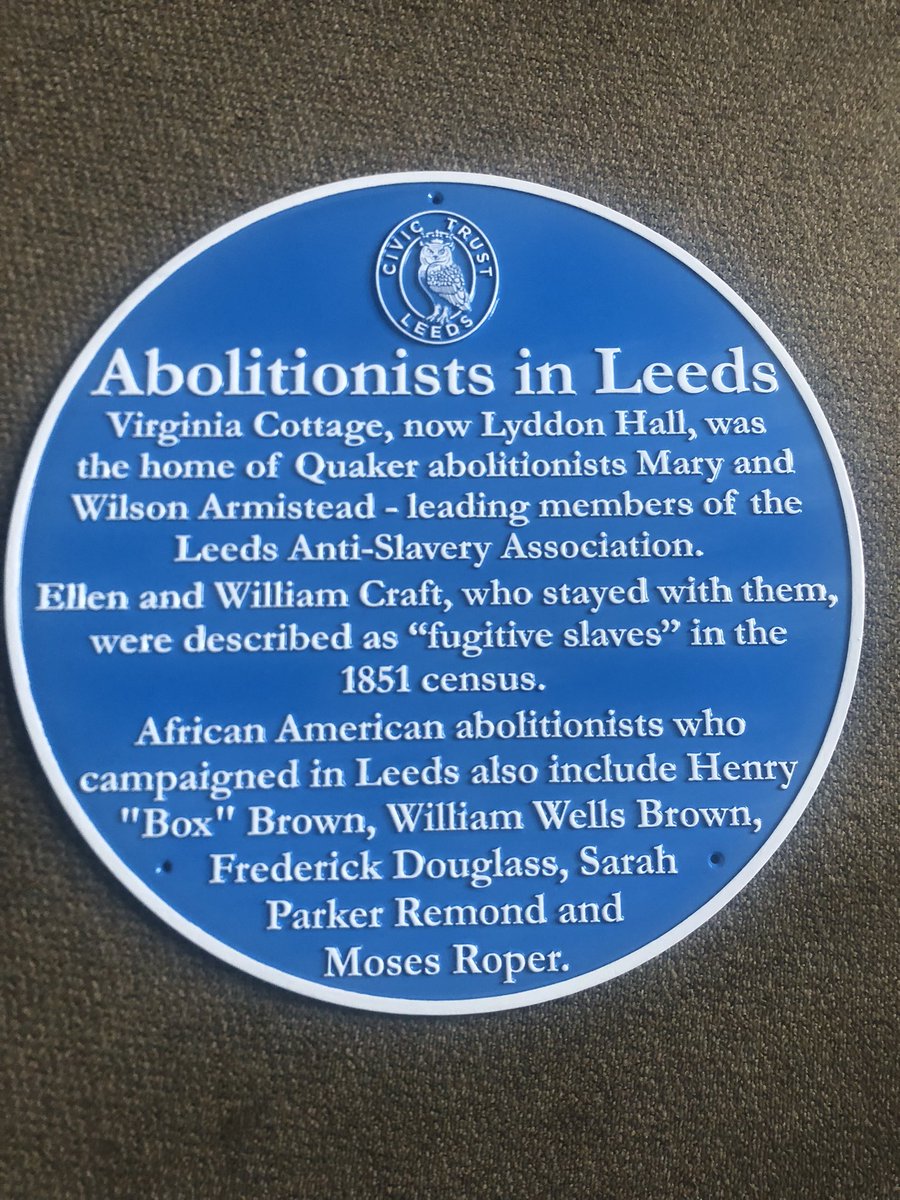 CIVIC TRUST
LEEDS
Abolitionists in Leeds
Virginia Cottage, now Lyddon Hall, was
the home of Quaker abolitionists Mary and
Wilson Armistead - leading members of the
Leeds Anti-Slavery Association.
Ellen and William Craft, who stayed with them,
were described as “fugitive slaves” in the
1851 census.
African American abolitionists who
campaigned in Leeds also include Henry
"Box" Brown, William Wells Brown,
Frederick Douglass, Sarah
Parker Remond and
Moses Roper.